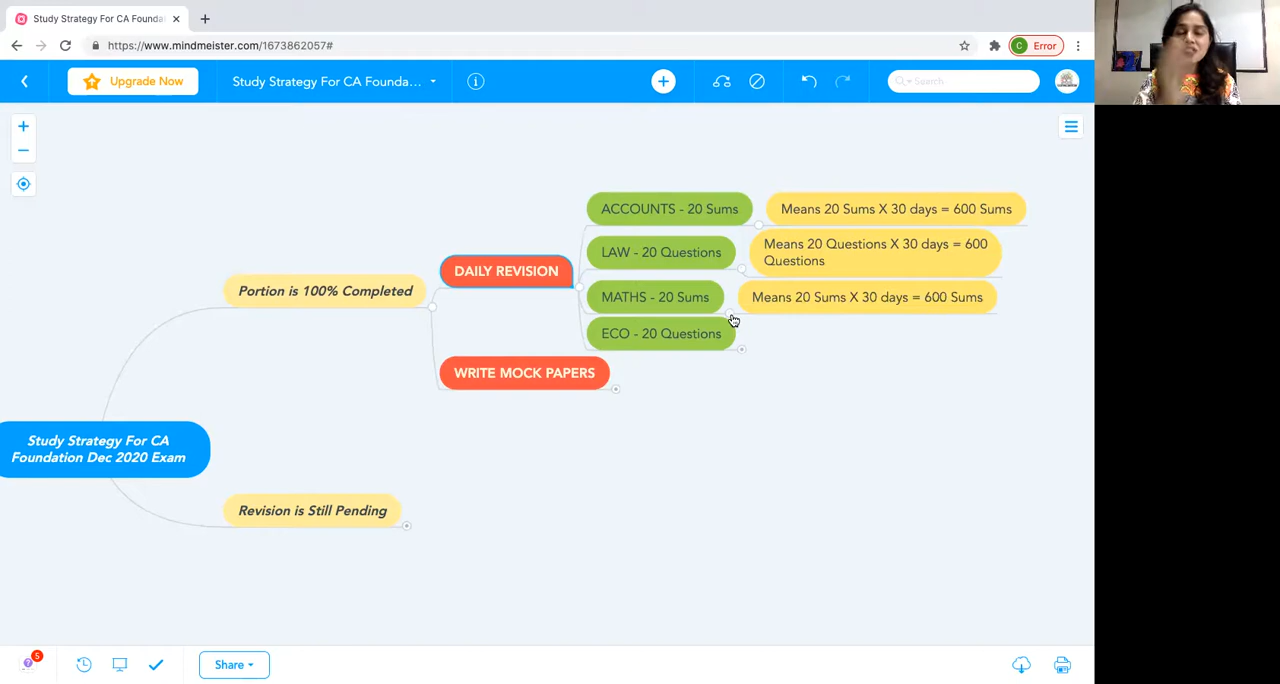 Study Strategy For CA Founda
https://www.mindmeister.com/1673862057#
C Error
Upgrade Now
Study Strategy For CA Founda...
Search
ACCOUNTS - 20 Sums
Means 20 Sums X 30 days = 600 Sums
LAW - 20 Questions
Means 20 Questions X 30 days = 600
Questions
DAILY REVISION
Portion is 100% Completed
MATHS - 20 Sums
Means 20 Sums X 30 days = 600 Sums
ECO - 20 Questions
WRITE MOCK PAPERS
Study Strategy For CA
Foundation Dec 2020 Exam
Revision is Still Pending
5
Share